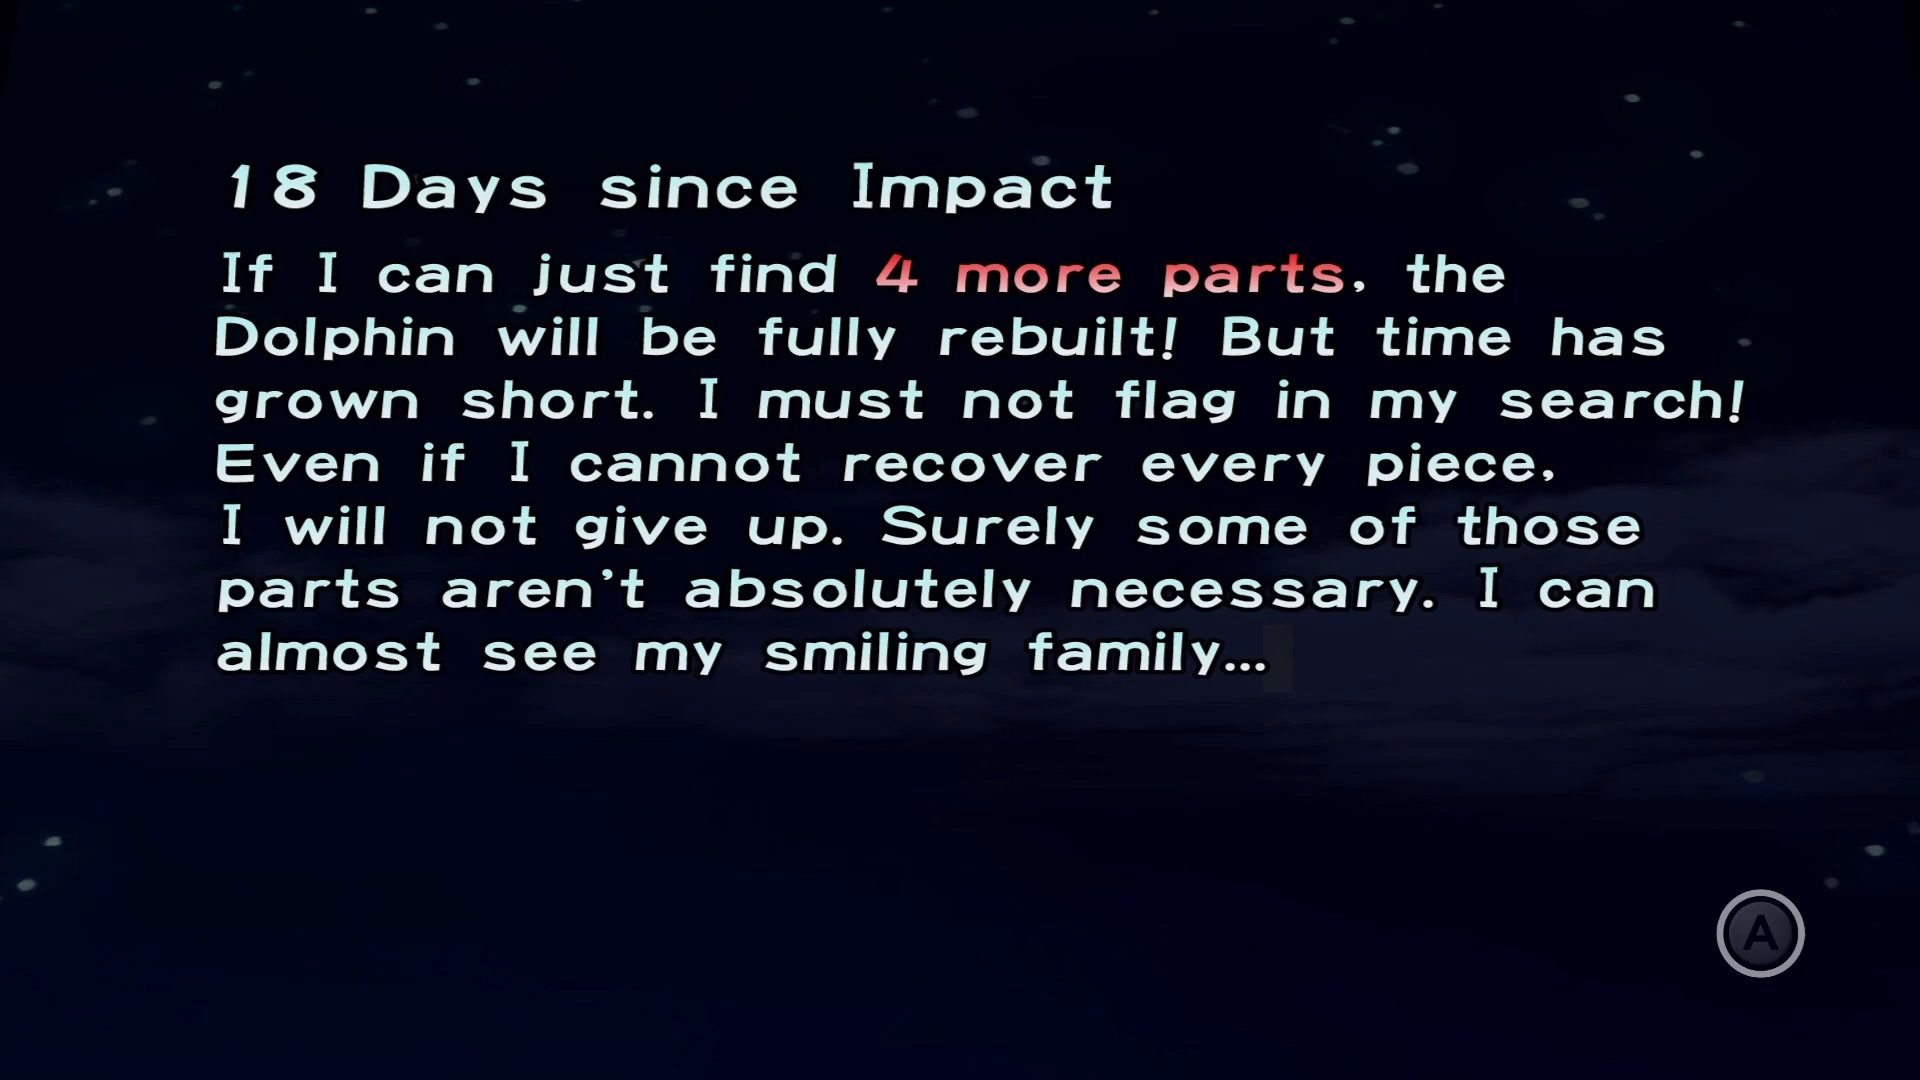 18 Days since Impact
If I can just find 4 more parts, the
Dolphin will be fully rebuilt! But time has
grown short. I must not flag in my search!
Even if I cannot recover every piece,
I will not give up. Surely some of those
parts aren't absolutely necessary. I can
almost see my smiling family...
A